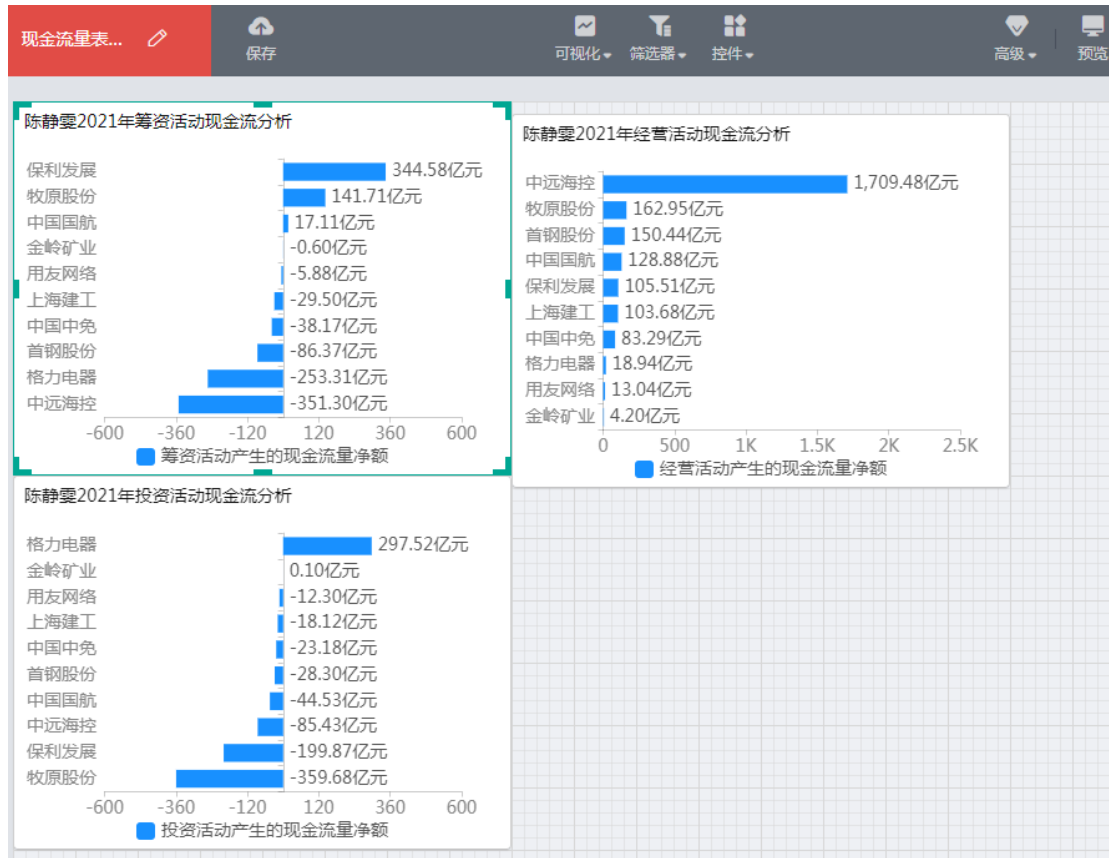 现金流量表...
保存
可视化
筛选器
控件
高级
预览
陈静雯2021年筹资活动现金流分析
保利发展 344.58亿元
牧原股份 141.71亿元
中国国航 17.11亿元
金岭矿业 -0.60亿元
用友网络 -5.88亿元
上海建工 -29.50亿元
中国中免 -38.17亿元
首钢股份 -86.37亿元
格力电器 -253.31亿元
中远海控 -351.30亿元
-600 -360 -120 120 360 600
筹资活动产生的现金流量净额
陈静雯2021年经营活动现金流分析
中远海控 1,709.48亿元
牧原股份 162.95亿元
首钢股份 150.44亿元
中国国航 128.88亿元
保利发展 105.51亿元
上海建工 103.68亿元
中国中免 83.29亿元
格力电器 18.94亿元
用友网络 13.04亿元
金岭矿业 4.20亿元
0 500 1K 1.5K 2K 2.5K
经营活动产生的现金流量净额
陈静雯2021年投资活动现金流分析
格力电器 297.52亿元
金岭矿业 0.10亿元
用友网络 -12.30亿元
上海建工 -18.12亿元
中国中免 -23.18亿元
首钢股份 -28.30亿元
中国国航 -44.53亿元
中远海控 -85.43亿元
保利发展 -199.87亿元
牧原股份 -359.68亿元
-600 -360 -120 120 360 600
投资活动产生的现金流量净额